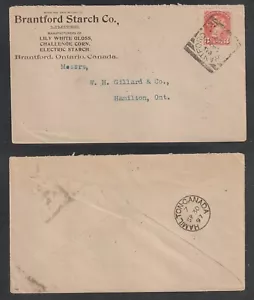 Brantford Starch Co.,
LIMITED.
MANUFACTURERS OF
LILY WHITE GLOSS,
CHALLENGE CORN,
ELECTRIC STARCH.
Brantford, Ontario, Canada.
Messrs,
W. H. Gillard & Co.,
Hamilton, Ont.
HAMILTON·CANADA